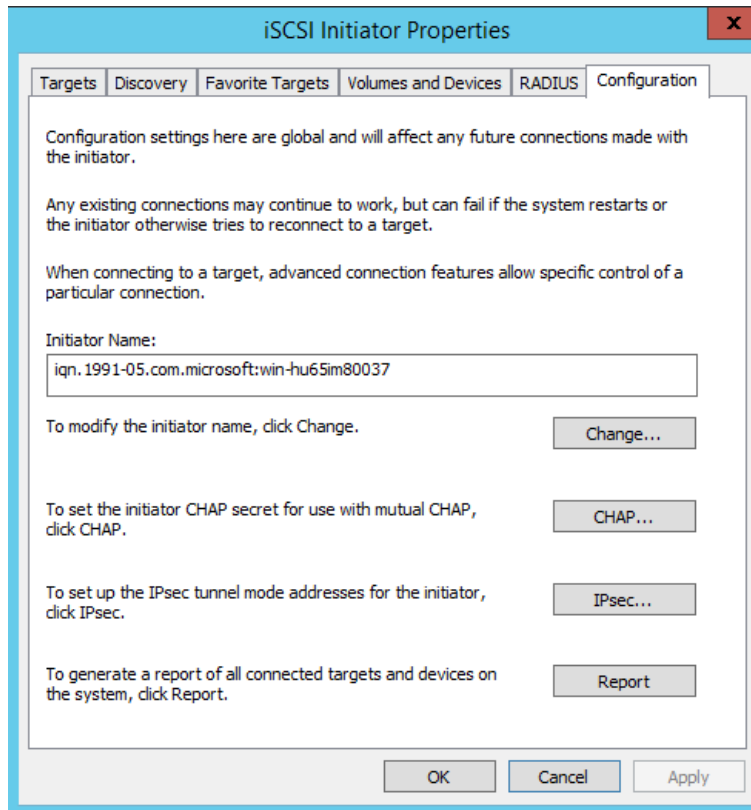 iSCSI Initiator Properties
x
Targets Discovery Favorite Targets Volumes and Devices RADIUS Configuration
Configuration settings here are global and will affect any future connections made with
the initiator.
Any existing connections may continue to work, but can fail if the system restarts or
the initiator otherwise tries to reconnect to a target.
When connecting to a target, advanced connection features allow specific control of a
particular connection.
Initiator Name:
iqn.1991-05.com.microsoft:win-hu65im80037
To modify the initiator name, click Change.
Change...
To set the initiator CHAP secret for use with mutual CHAP,
click CHAP.
CHAP...
To set up the IPsec tunnel mode addresses for the initiator,
click IPsec.
IPsec...
To generate a report of all connected targets and devices on
the system, click Report.
Report
OK Cancel Apply